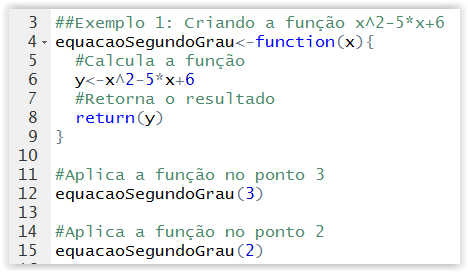 3 ##Exemplo 1: Criando a função x^2-5*x+6
4 equacaoSegundoGrau<-function(x){
5 #Calcula a função
6 y<-x^2-5*x+6
7 #Retorna o resultado
8 return(y)
9 }
10
11 #Aplica a função no ponto 3
12 equacaoSegundoGrau(3)
13
14 #Aplica a função no ponto 2
15 equacaoSegundoGrau(2)